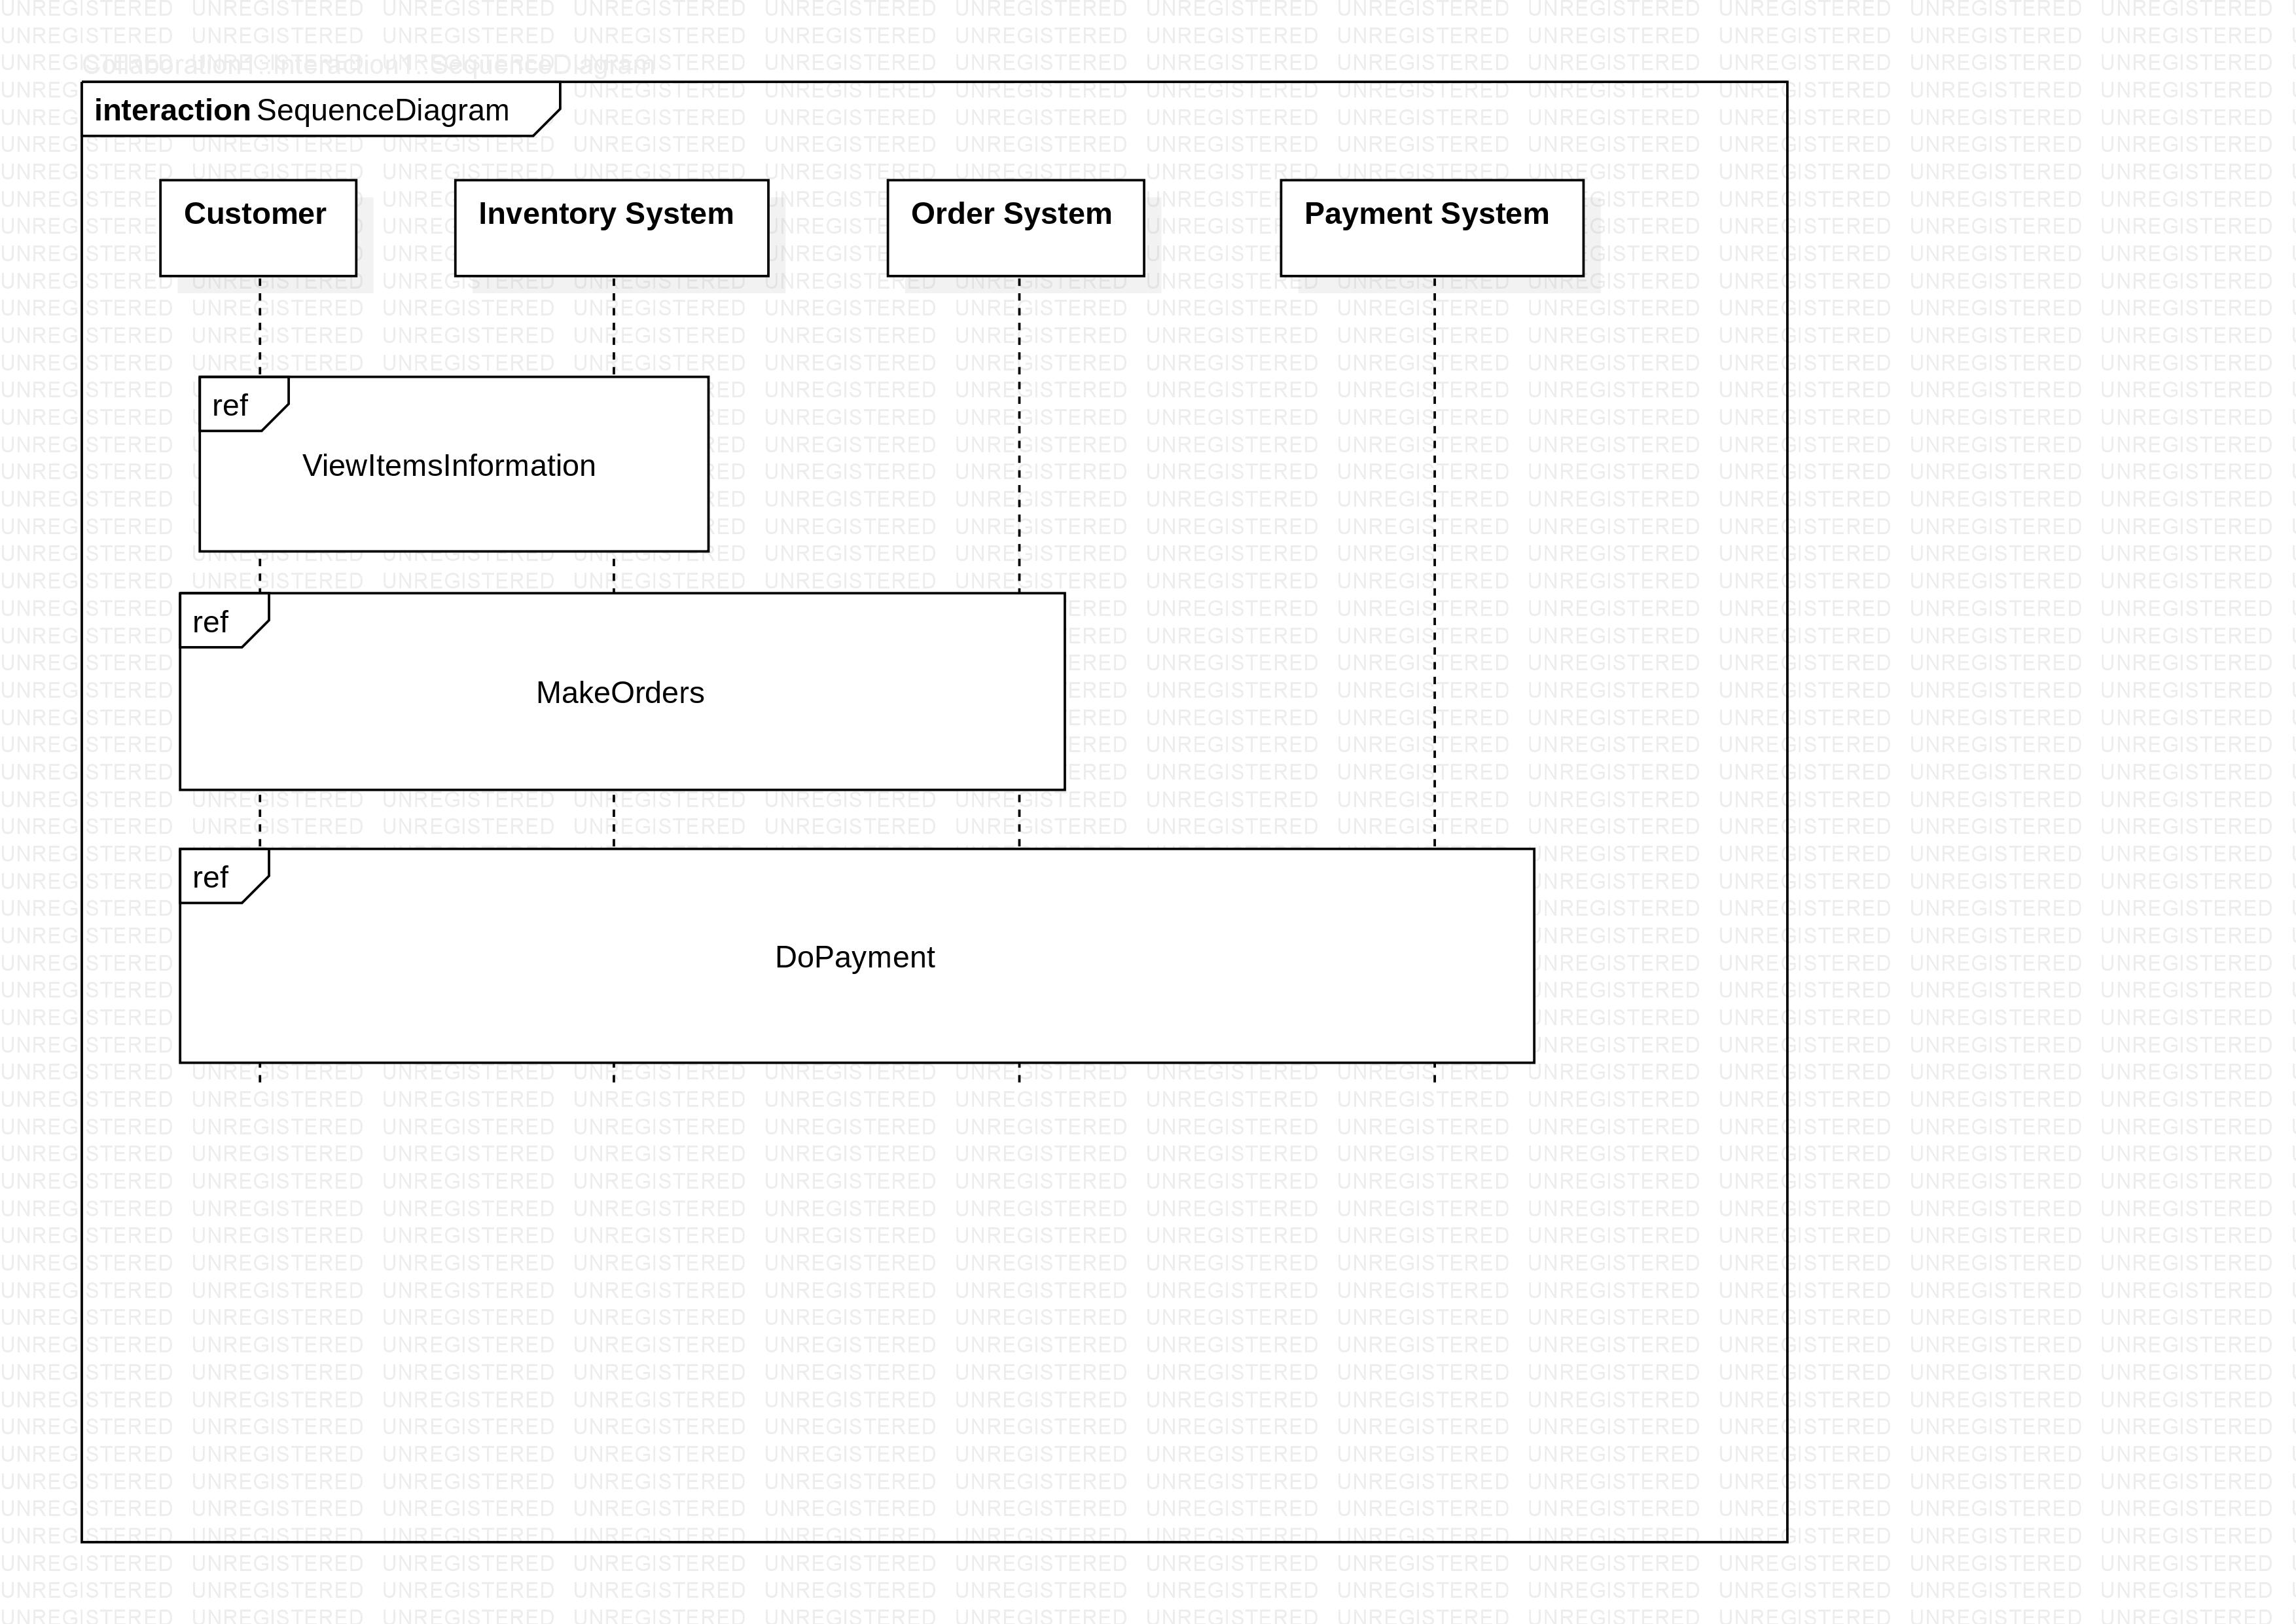 Collaboration1::Interaction1::SequenceDiagram
interaction SequenceDiagram
Customer
Inventory System
Order System
Payment System
ref
ViewItemsInformation
ref
MakeOrders
ref
DoPayment
UNREGISTERED